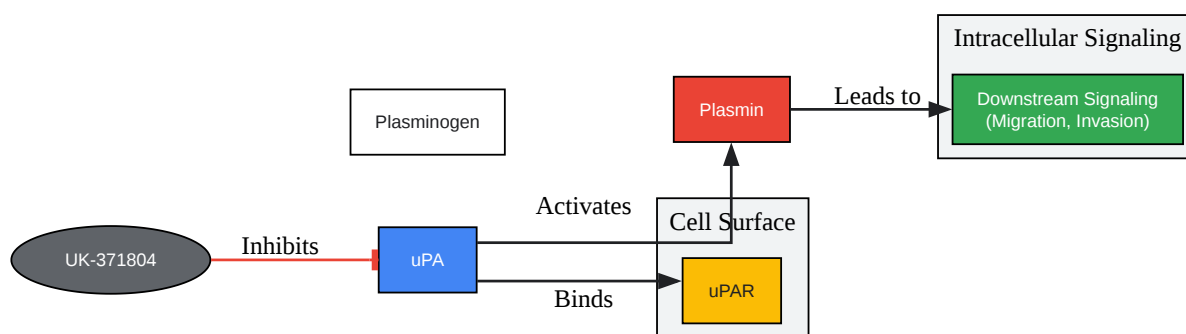 Intracellular Signaling
Plasminogen
Plasmin
Leads to
Downstream Signaling
(Migration, Invasion)
Activates
Cell Surface
UK-371804
Inhibits
uPA
Binds
uPAR